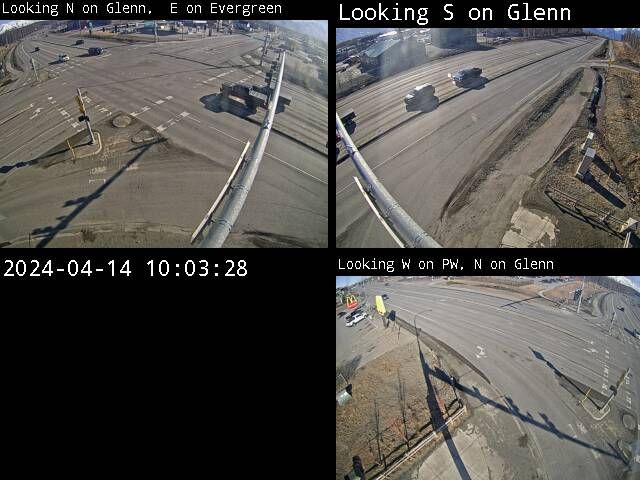 Looking N on Glenn,  E on Evergreen
Looking S on Glenn
2024-04-14 10:03:28
Looking W on PW, N on Glenn